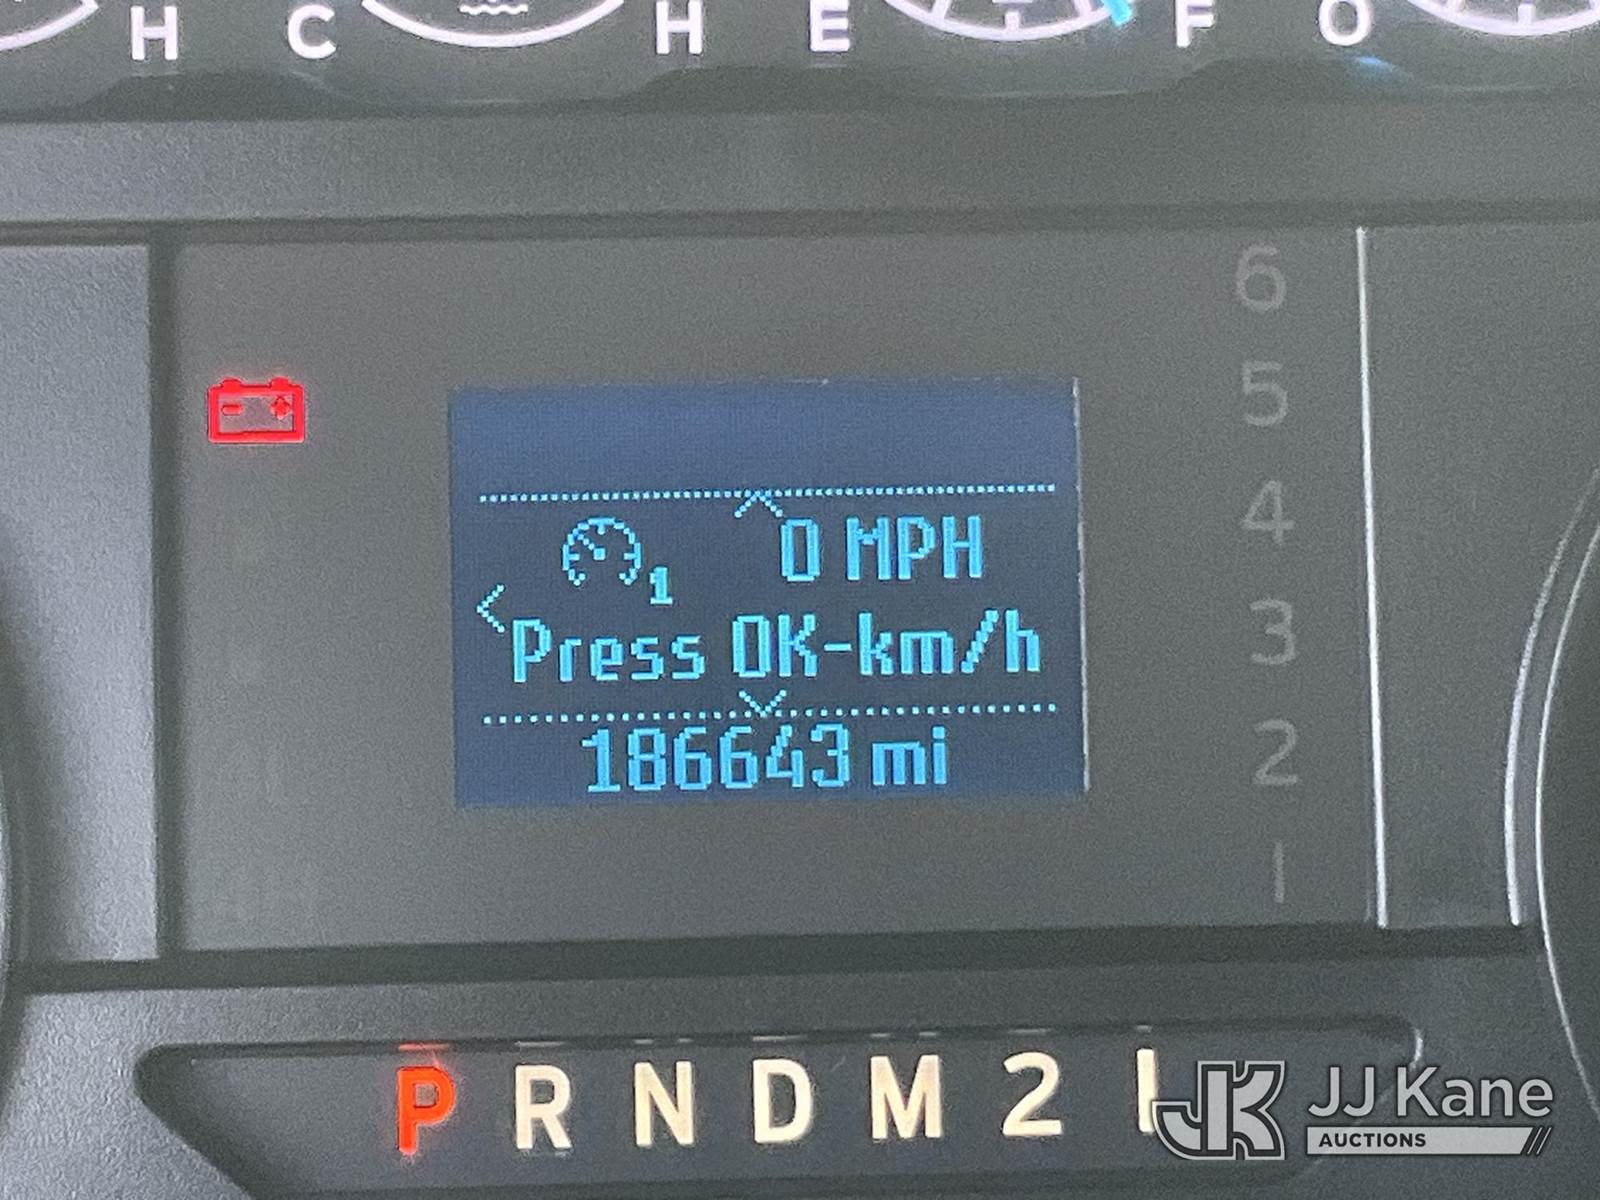 H C H E F O
6
5
4
3
2
1
0 MPH
1
Press OK-km/h
186643 mi
P R N D M 2 1
JK JJ Kane
AUCTIONS